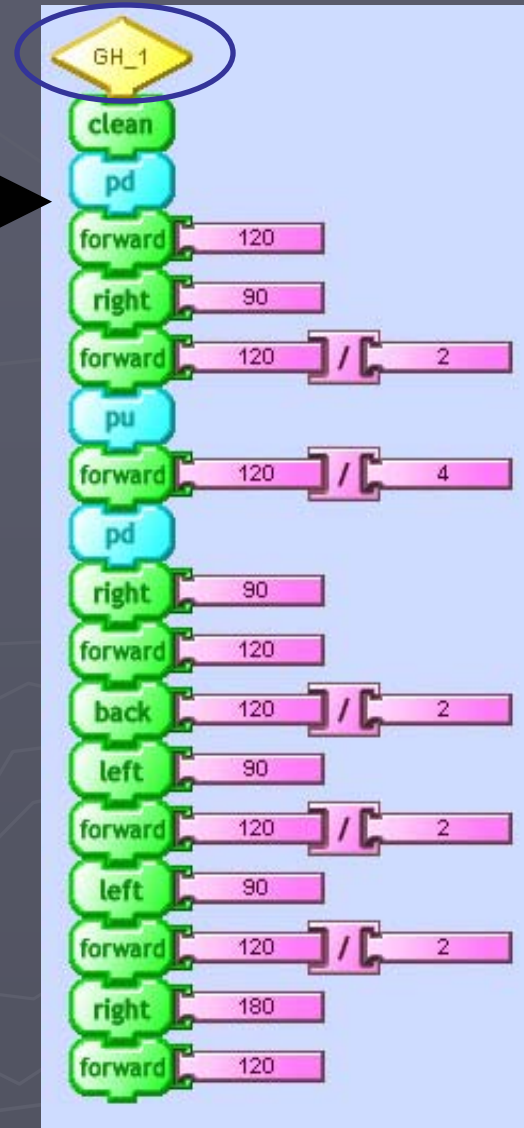 GH_1
clean
pd
forward 120
right 90
forward 120 / 2
pu
forward 120 / 4
pd
right 90
forward 120
back 120 / 2
left 90
forward 120 / 2
left 90
forward 120 / 2
right 180
forward 120